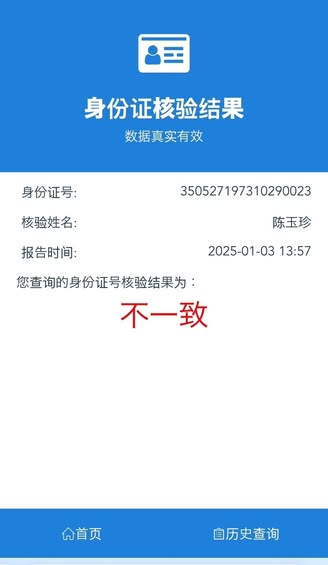 身份证核验结果
数据真实有效
身份证号: 350527197310290023
核验姓名: 陈玉珍
报告时间: 2025-01-03 13:57
您查询的身份证号核验结果为：
不一致
首页 历史查询